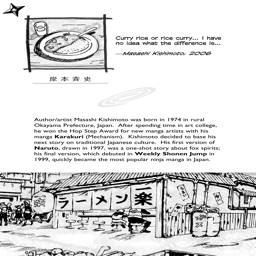 Curry rice or rice curry... I have
no idea what the difference is...
—Masashi Kishimoto, 2006
岸本斉史
Author/artist Masashi Kishimoto was born in 1974 in rural
Okayama Prefecture, Japan. After spending time in art college,
he won the Hop Step Award for new manga artists with his
manga Karakuri (Mechanism). Kishimoto decided to base his
next story on traditional Japanese culture. His first version of
Naruto, drawn in 1997, was a one-shot story about fox spirits;
his final version, which debuted in Weekly Shonen Jump in
1999, quickly became the most popular ninja manga in Japan.
ラーメン
楽